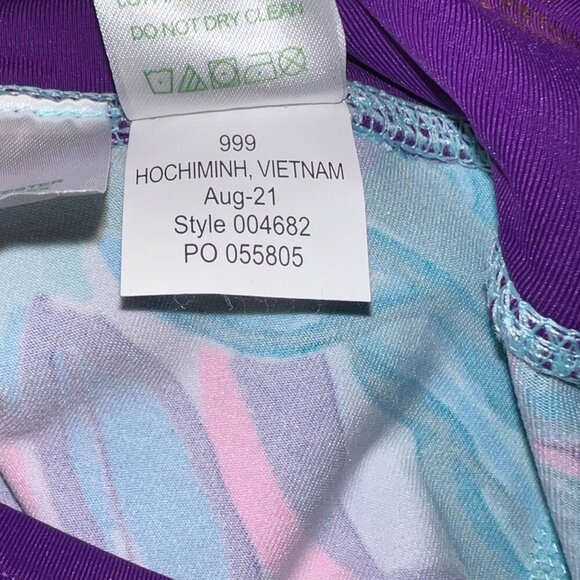 DO NOT DRY CLEAN
999
HOCHIMINH, VIETNAM
Aug-21
Style 004682
PO 055805